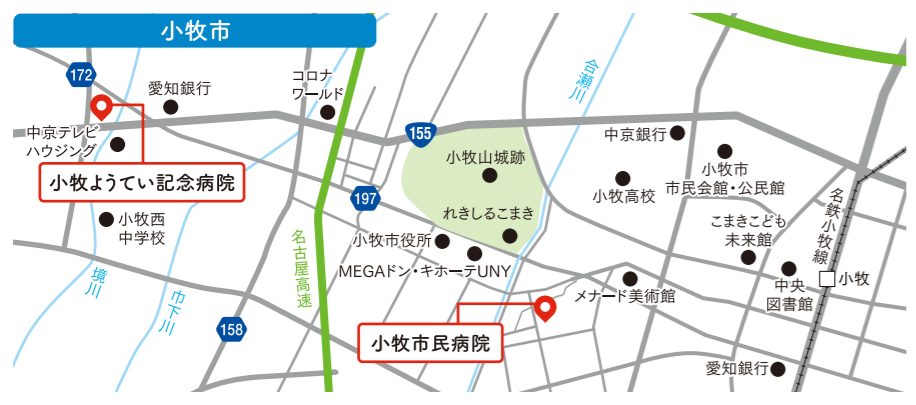 小牧市
172
愛知銀行
コロナ
ワールド
合瀬川
中京テレビ
ハウジング
155
中京銀行
小牧山城跡
小牧市
市民会館・公民館
小牧ようてい記念病院
小牧高校
197
名鉄小牧線
小牧西
中学校
れきしるこまき
こまきこども
未来館
小牧市役所
名古屋高速
MEGAドン・キホーテUNY
境川
巾下川
メナード美術館
中央
図書館
小牧
158
小牧市民病院
愛知銀行